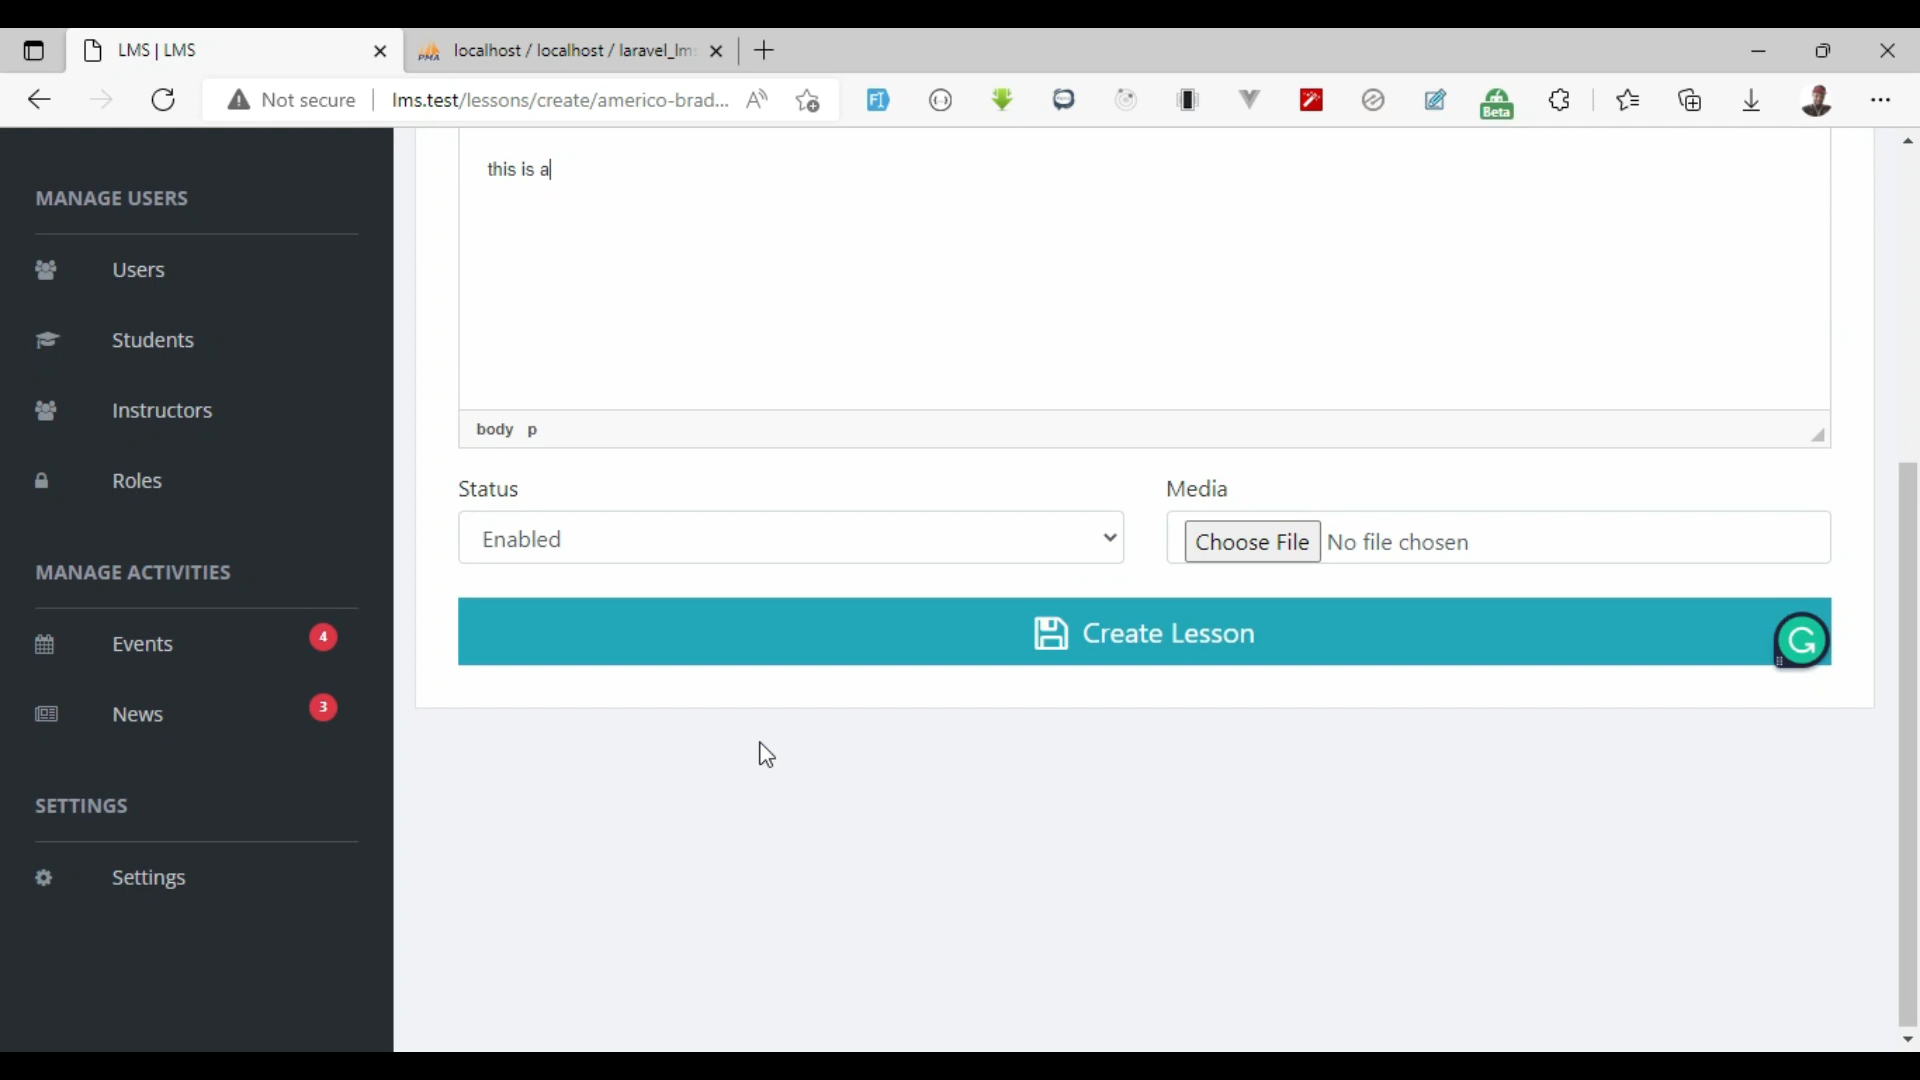 LMS | LMS
localhost / localhost / laravel_lm
Not secure
lms.test/lessons/create/americo-brad...
Beta
MANAGE USERS
Users
Students
Instructors
Roles
MANAGE ACTIVITIES
Events 4
News 3
SETTINGS
Settings
this is a
body p
Status
Media
Enabled
Choose File No file chosen
Create Lesson